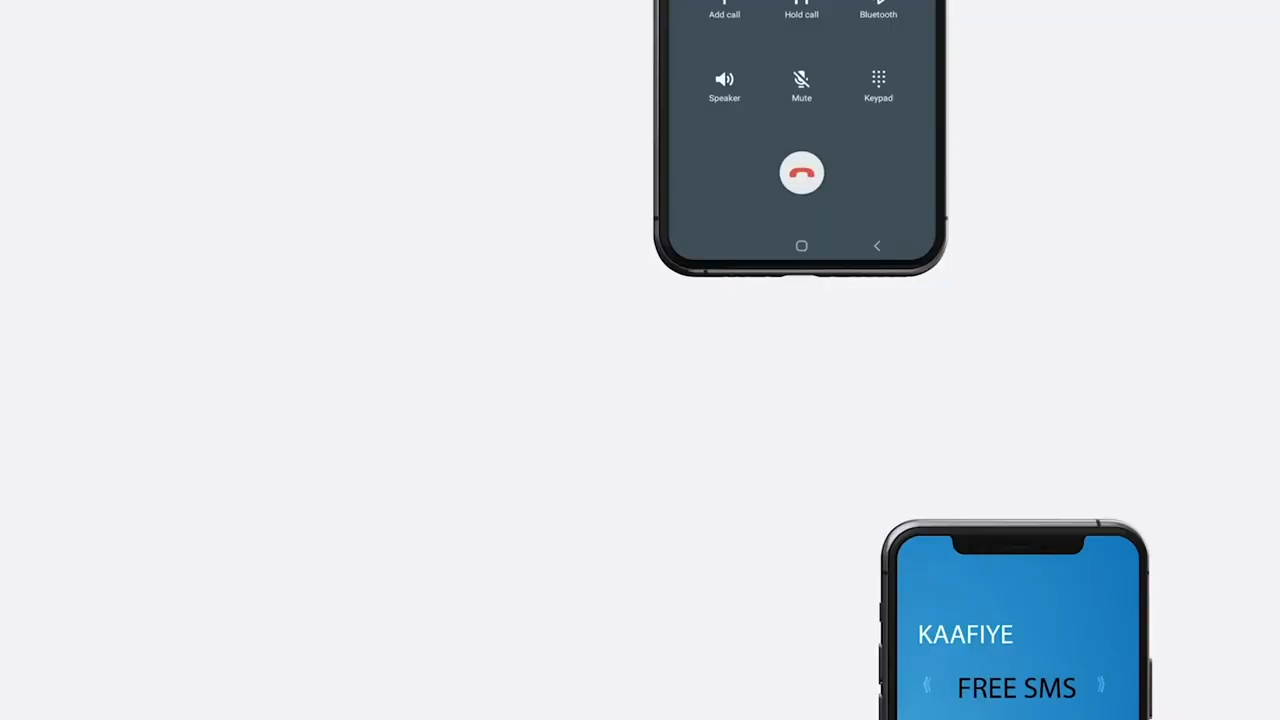 Add call Hold call Bluetooth
Speaker Mute Keypad
KAAFIYE
FREE SMS